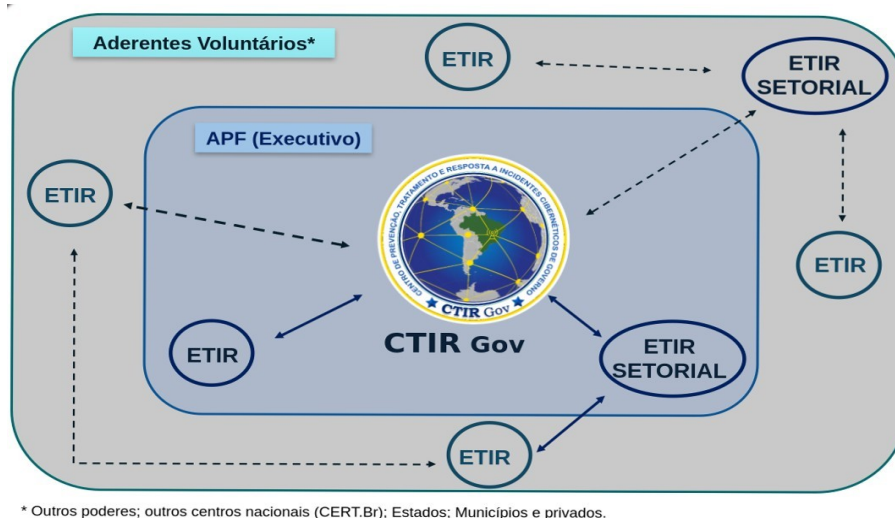 Aderentes Voluntários*
ETIR
ETIR
SETORIAL
APF (Executivo)
ETIR
CENTRO DE PREVENÇÃO, TRATAMENTO E RESPOSTA A INCIDENTES CIBERNÉTICOS DE GOVERNO
CTIR Gov
ETIR
CTIR Gov
ETIR
ETIR
SETORIAL
ETIR
* Outros poderes; outros centros nacionais (CERT.Br); Estados; Municípios e privados.